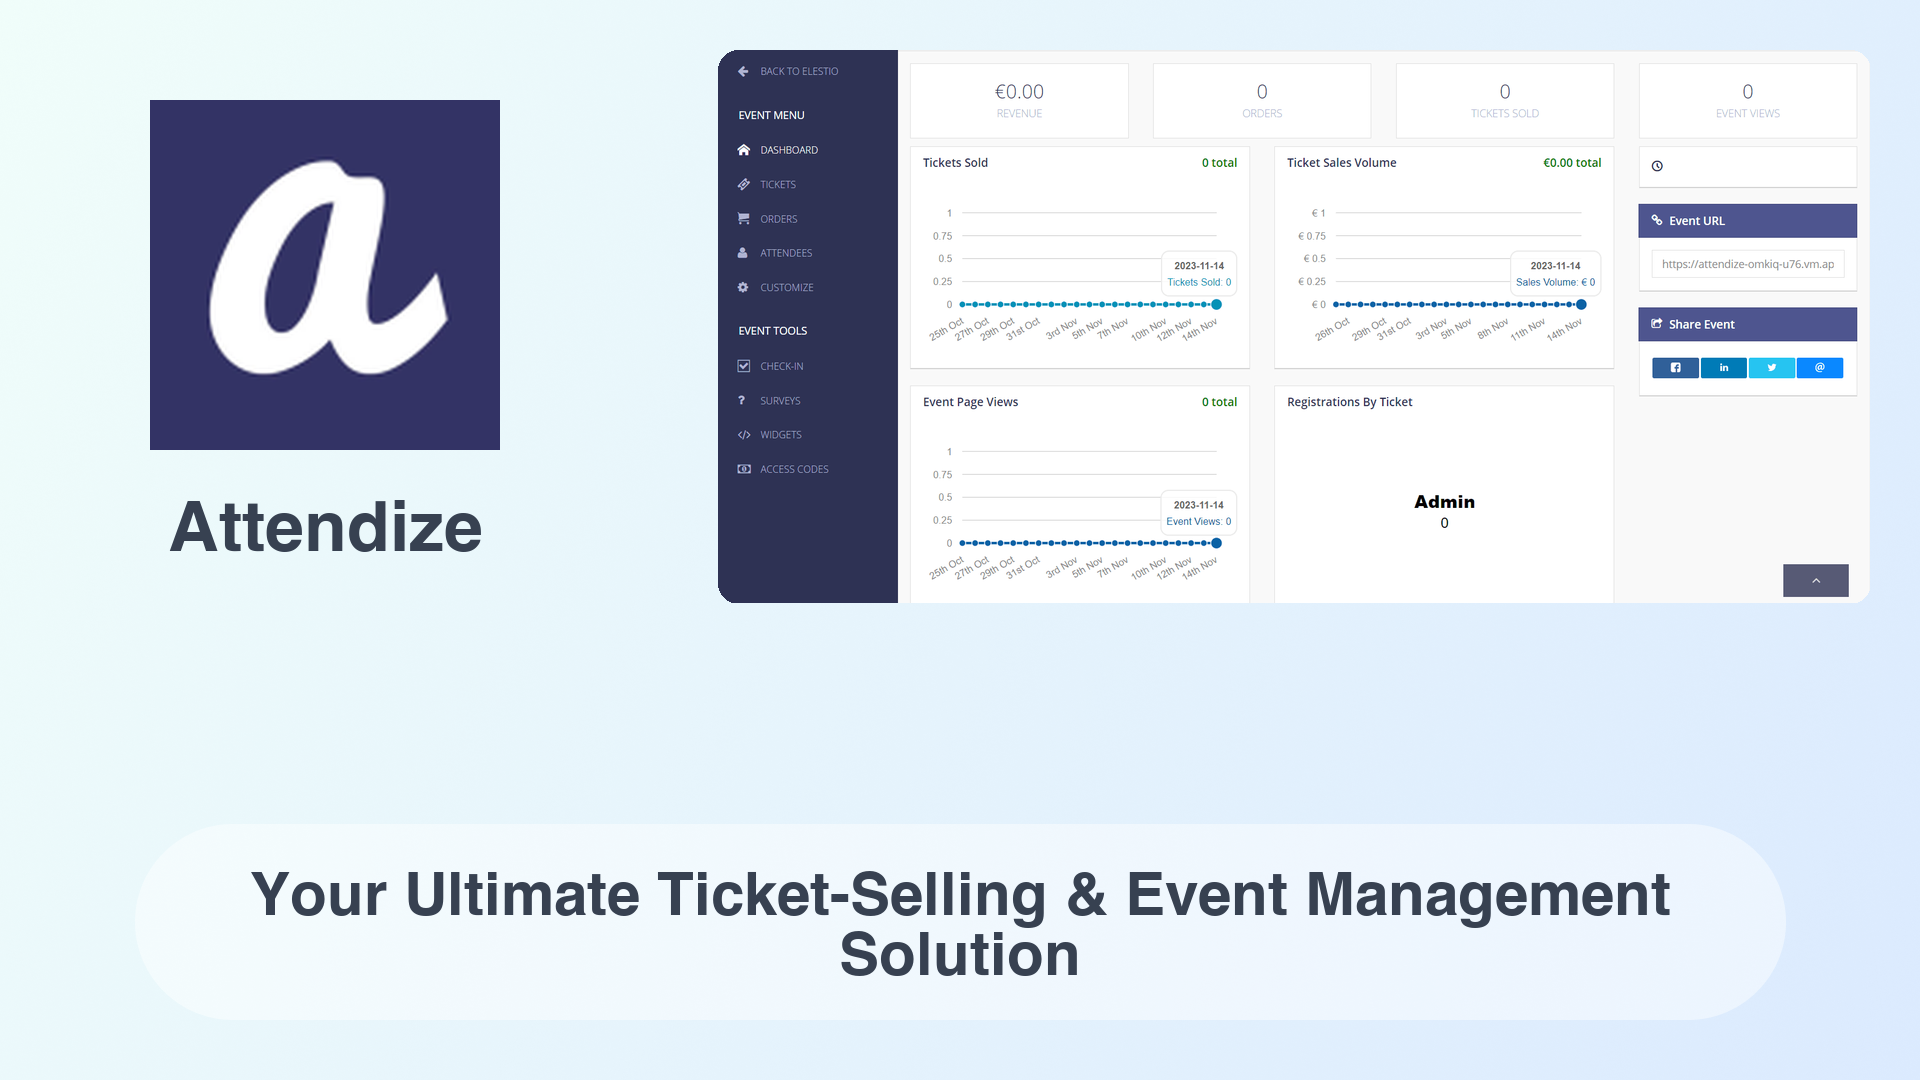 a
Attendize
BACK TO ELESTIO
EVENT MENU
DASHBOARD
TICKETS
ORDERS
ATTENDEES
CUSTOMIZE
EVENT TOOLS
CHECK-IN
? SURVEYS
</> WIDGETS
ACCESS CODES
€0.00
REVENUE
0
ORDERS
0
TICKETS SOLD
0
EVENT VIEWS
Tickets Sold 0 total
1
0.75
0.5
0.25
0
2023-11-14
Tickets Sold: 0
25th Oct 27th Oct 29th Oct 31st Oct 3rd Nov 5th Nov 7th Nov 10th Nov 12th Nov 14th Nov
Ticket Sales Volume €0.00 total
€ 1
€ 0.75
€ 0.5
€ 0.25
€ 0
2023-11-14
Sales Volume: € 0
26th Oct 29th Oct 31st Oct 3rd Nov 5th Nov 8th Nov 11th Nov 14th Nov
Event URL
https://attendize-omkiq-u76.vm.ap
Share Event
in
@
Event Page Views 0 total
1
0.75
0.5
0.25
0
2023-11-14
Event Views: 0
25th Oct 27th Oct 29th Oct 31st Oct 3rd Nov 5th Nov 7th Nov 10th Nov 12th Nov 14th Nov
Registrations By Ticket
Admin
0
Your Ultimate Ticket-Selling & Event Management
Solution